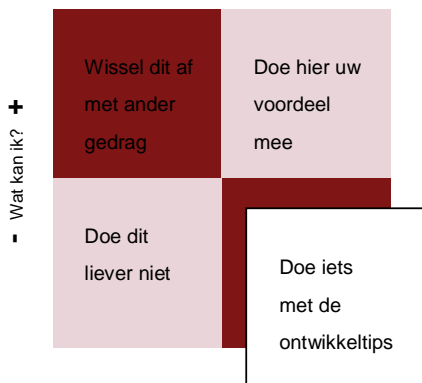 Wissel dit af
met ander
gedrag
Doe hier uw
voordeel
mee
- Wat kan ik? +
Doe dit
liever niet
Doe iets
met de
ontwikkeltips